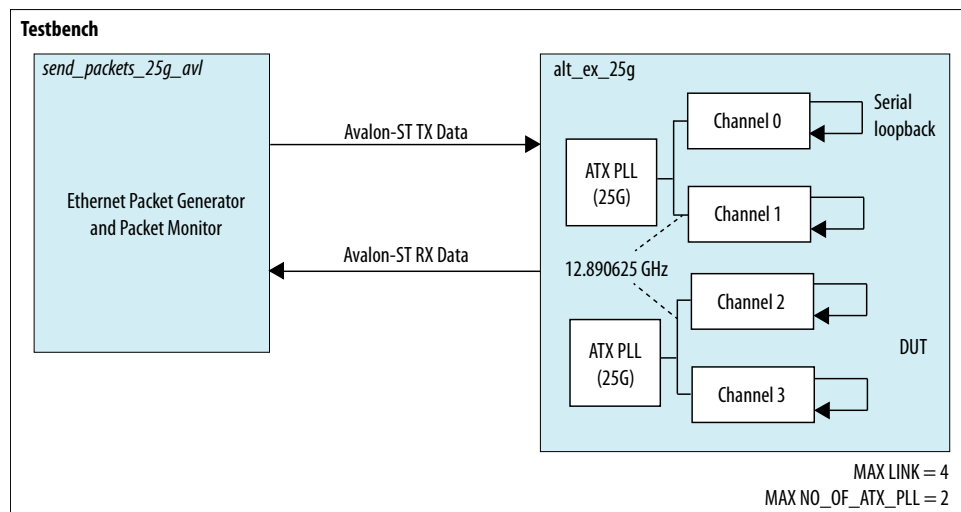 Testbench
send_packets_25g_avl
Ethernet Packet Generator
and Packet Monitor
Avalon-ST TX Data
Avalon-ST RX Data
alt_ex_25g
ATX PLL
(25G)
Channel 0
Serial
loopback
Channel 1
12.890625 GHz
Channel 2
ATX PLL
(25G)
DUT
Channel 3
MAX LINK = 4
MAX NO_OF_ATX_PLL = 2